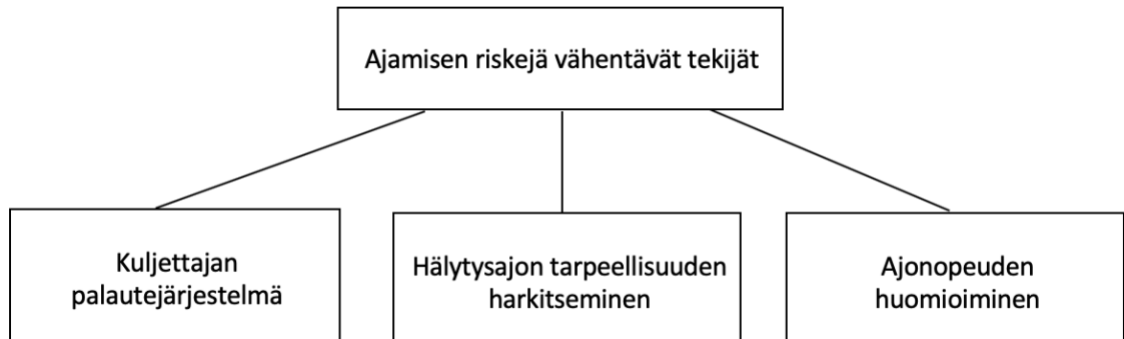 Ajamisen riskejä vähentävät tekijät
Kuljettajan
palautejärjestelmä
Hälytysajon tarpeellisuuden
harkitseminen
Ajonopeuden
huomioiminen